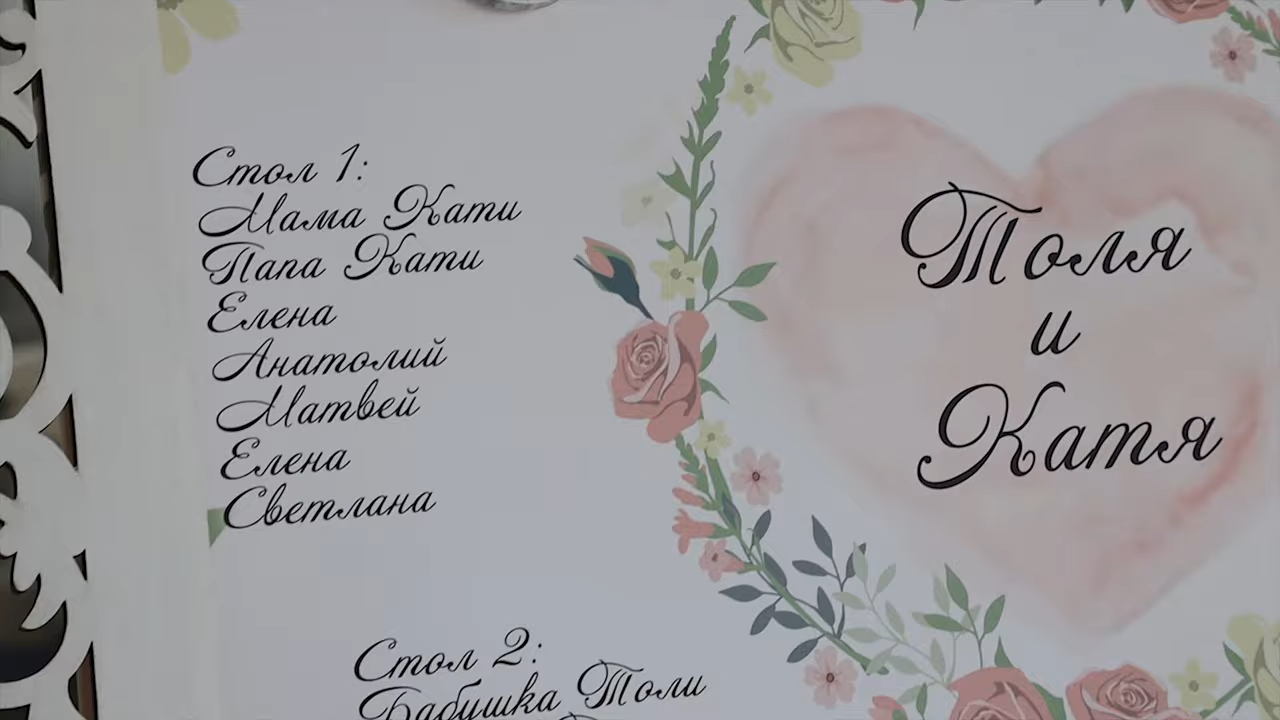 Стол 1:
Мама Кати
Папа Кати
Елена
Анатолий
Матвей
Елена
Светлана
Стол 2:
Бабушка Толи
Толя
и
Катя